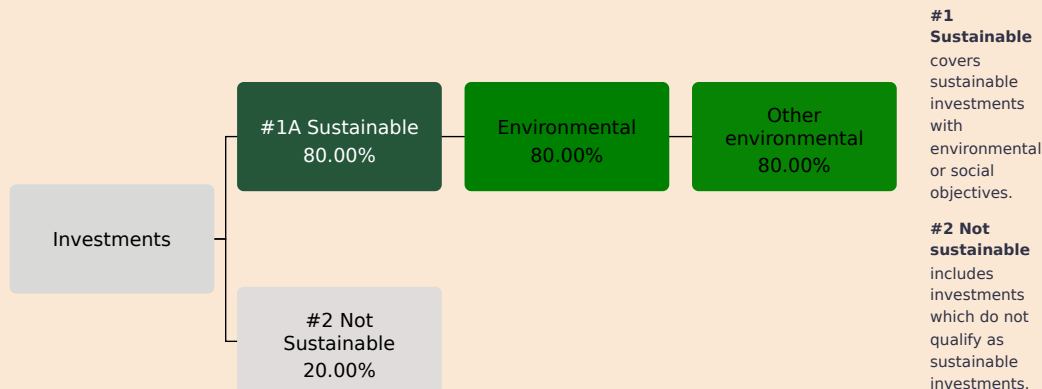 Investments
#1A Sustainable
80.00%
Environmental
80.00%
Other
environmental
80.00%
#2 Not
Sustainable
20.00%
#1
Sustainable
covers
sustainable
investments
with
environmental
or social
objectives.
#2 Not
sustainable
includes
investments
which do not
qualify as
sustainable
investments.